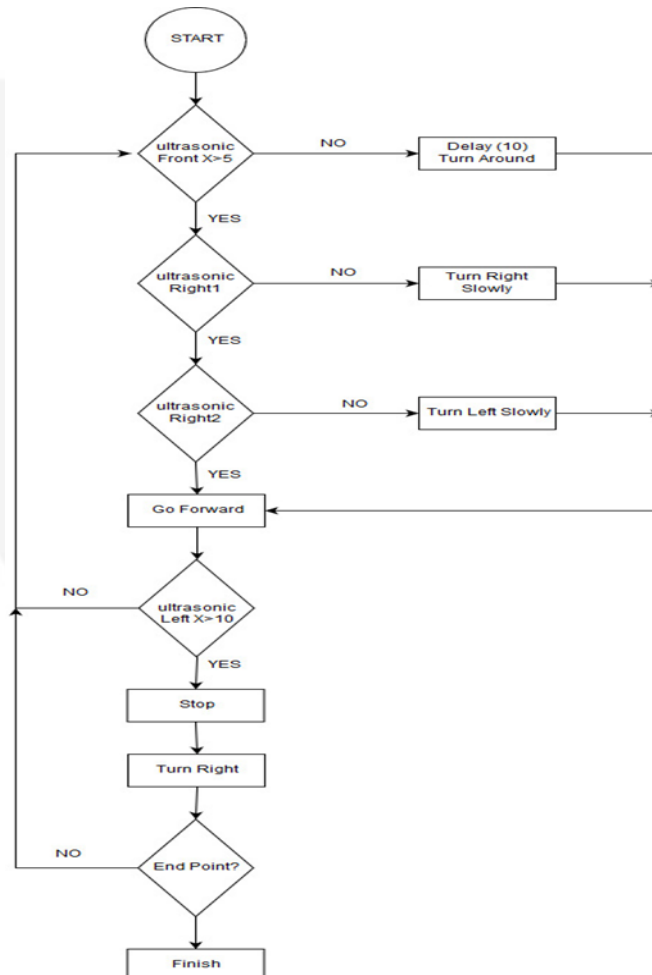 START
ultrasonic
Front X>5
NO
Delay (10)
Turn Around
YES
ultrasonic
Right1
NO
Turn Right
Slowly
YES
ultrasonic
Right2
NO
Turn Left Slowly
YES
Go Forward
NO
ultrasonic
Left X>10
YES
Stop
Turn Right
NO
End Point?
Finish